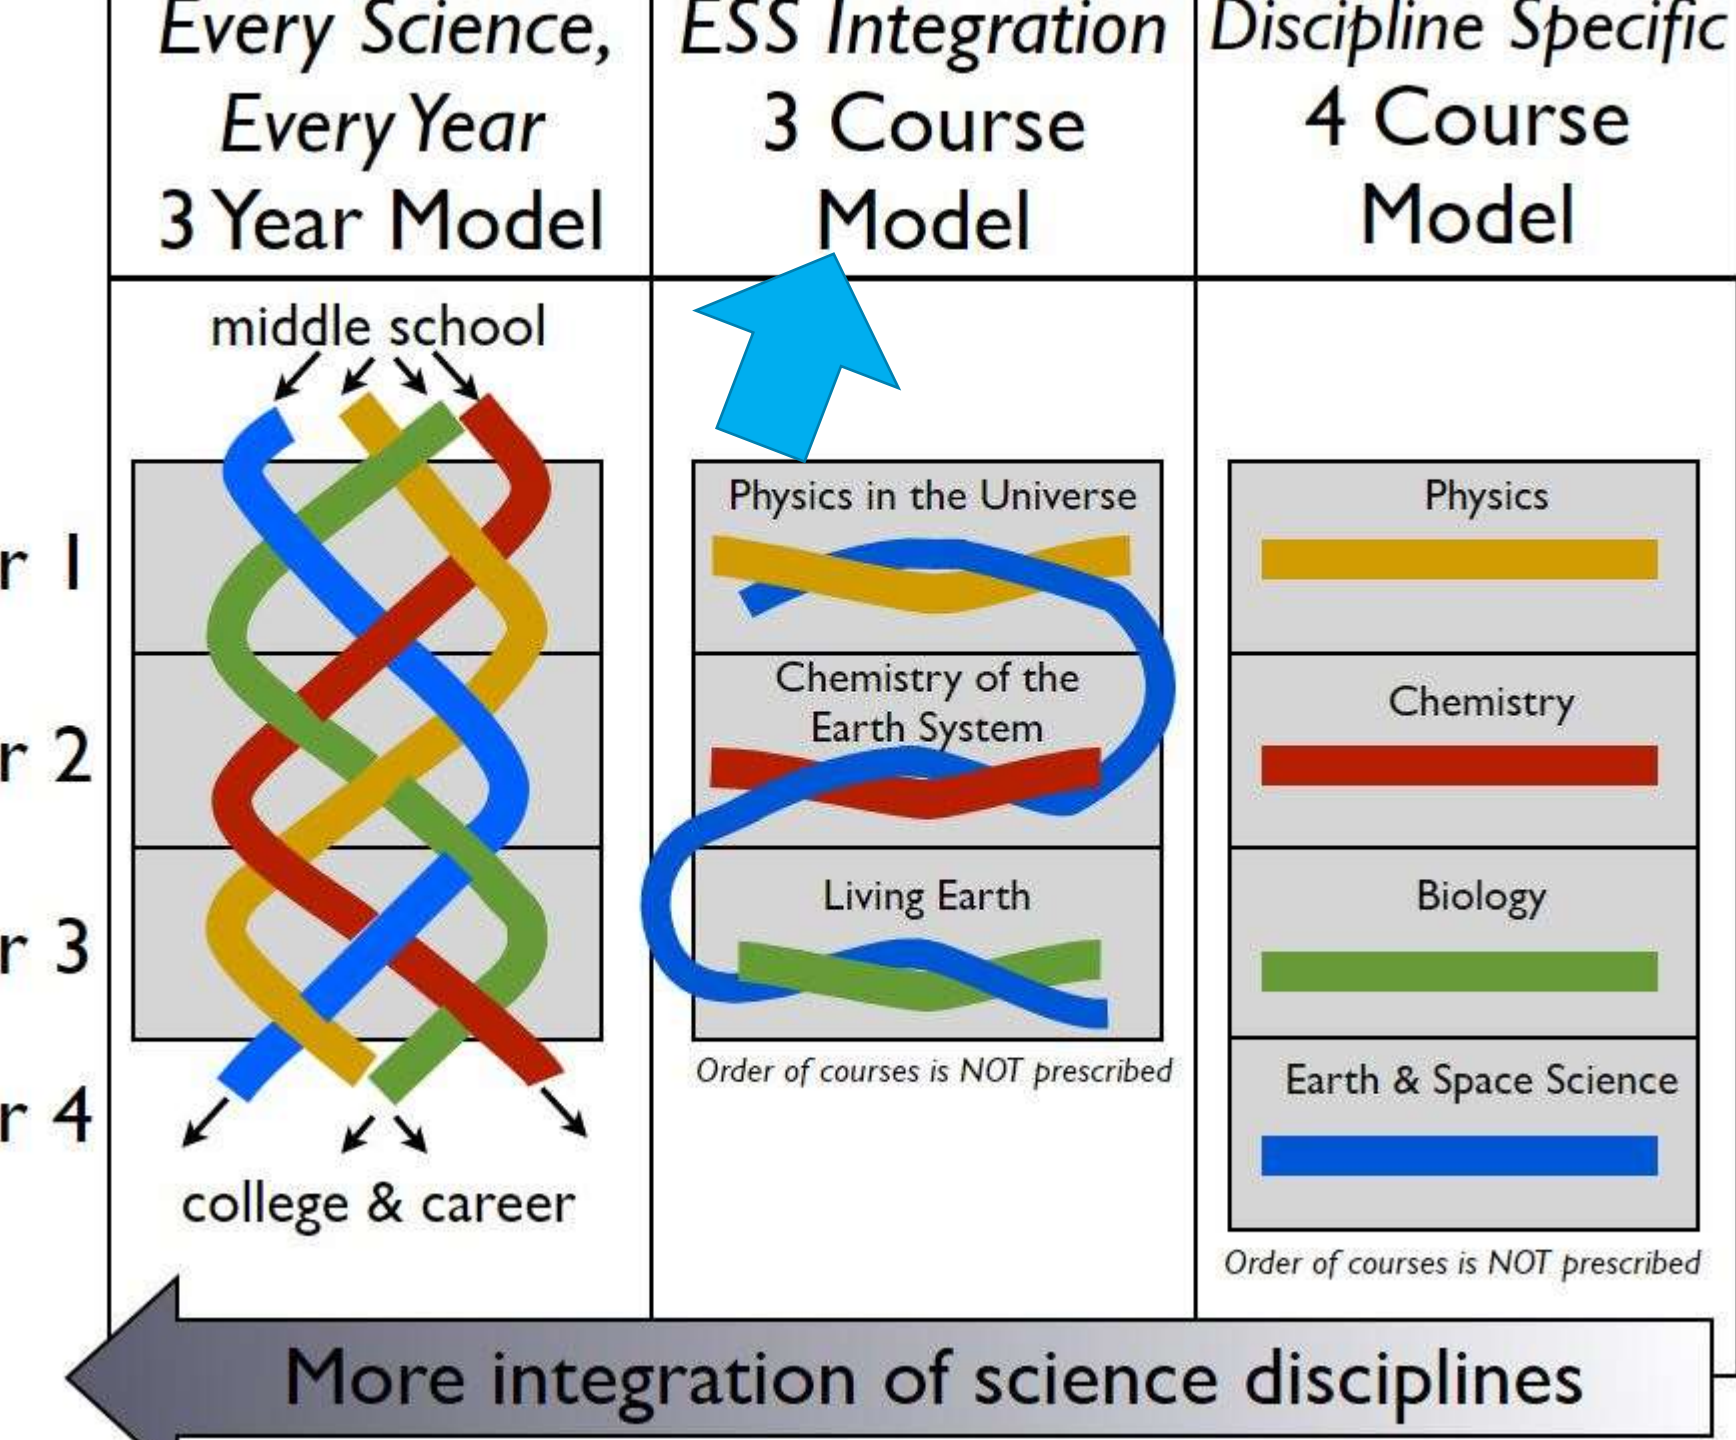 Every Science,
Every Year
3 Year Model
ESS Integration
3 Course
Model
Discipline Specific
4 Course
Model
middle school
r 1
r 2
r 3
r 4
college & career
Physics in the Universe
Chemistry of the
Earth System
Living Earth
Order of courses is NOT prescribed
Physics
Chemistry
Biology
Earth & Space Science
Order of courses is NOT prescribed
More integration of science disciplines